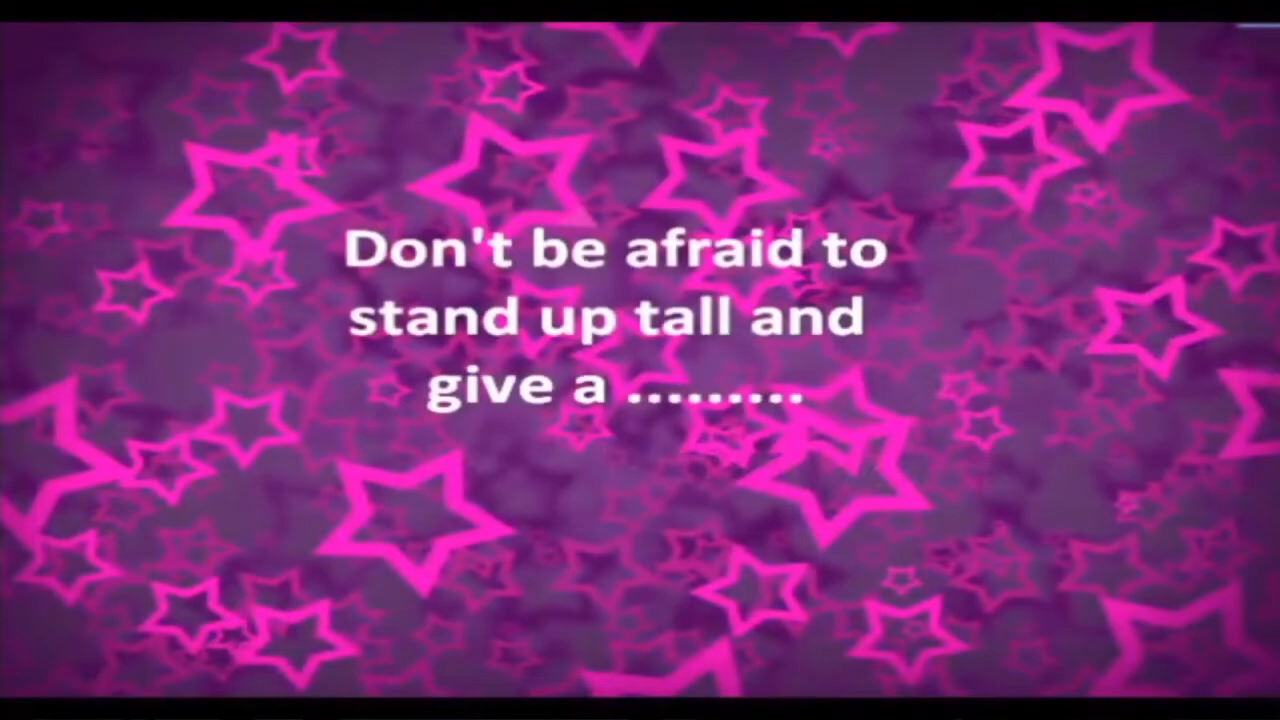 Don't be afraid to
stand up tall and
give a .........